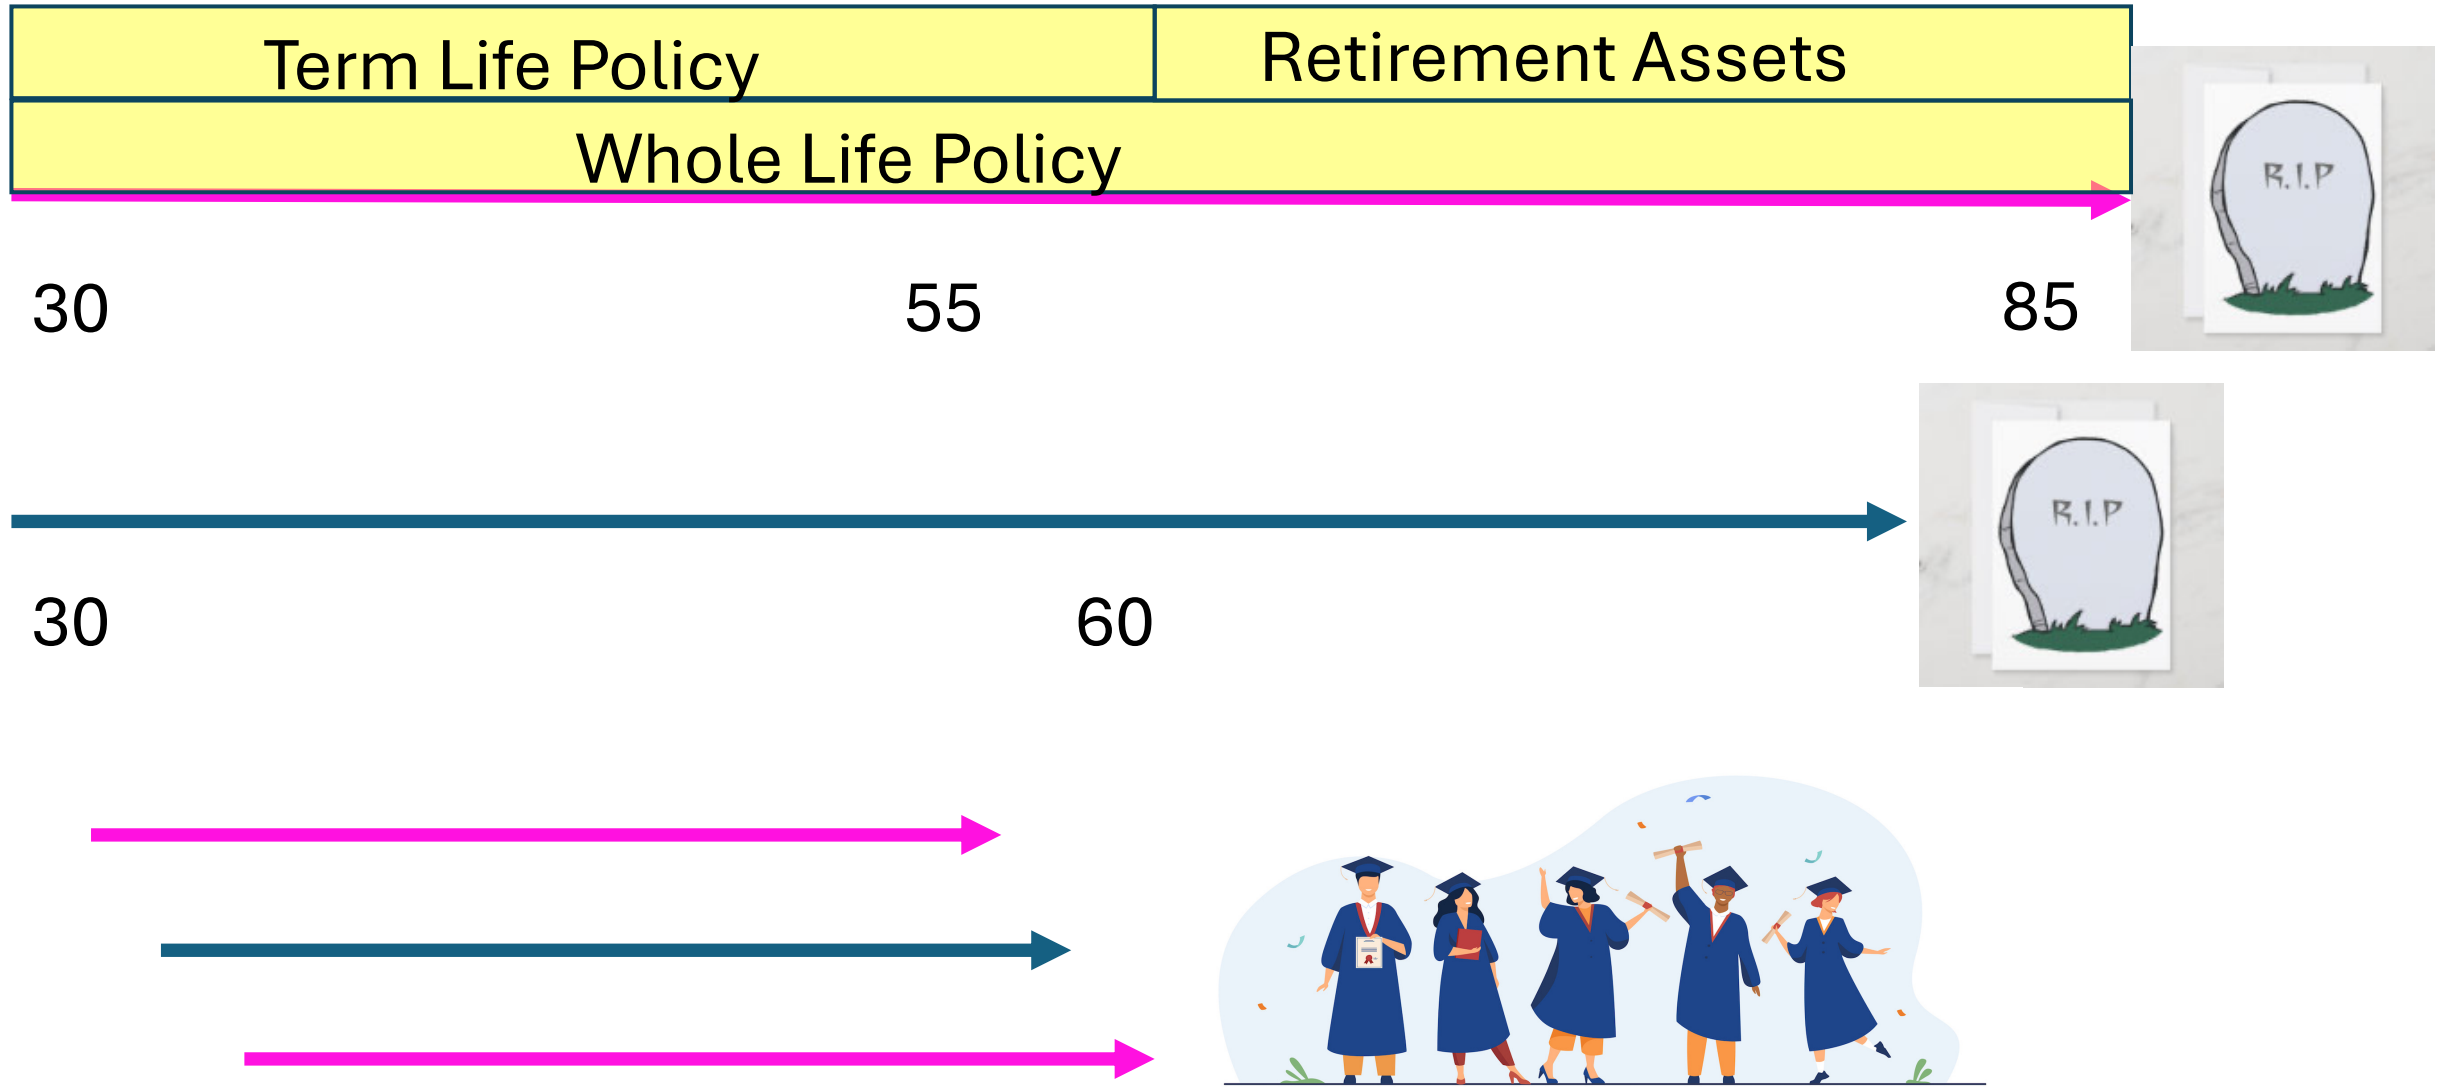 Term Life Policy
Retirement Assets
Whole Life Policy
R.I.P
30
55
85
R.I.P
30
60